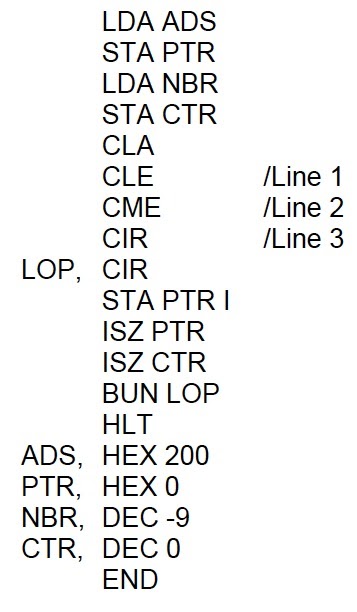 LDA ADS
STA PTR
LDA NBR
STA CTR
CLA
CLE /Line 1
CME /Line 2
CIR /Line 3
LOP, CIR
STA PTR I
ISZ PTR
ISZ CTR
BUN LOP
HLT
ADS, HEX 200
PTR, HEX 0
NBR, DEC -9
CTR, DEC 0
END